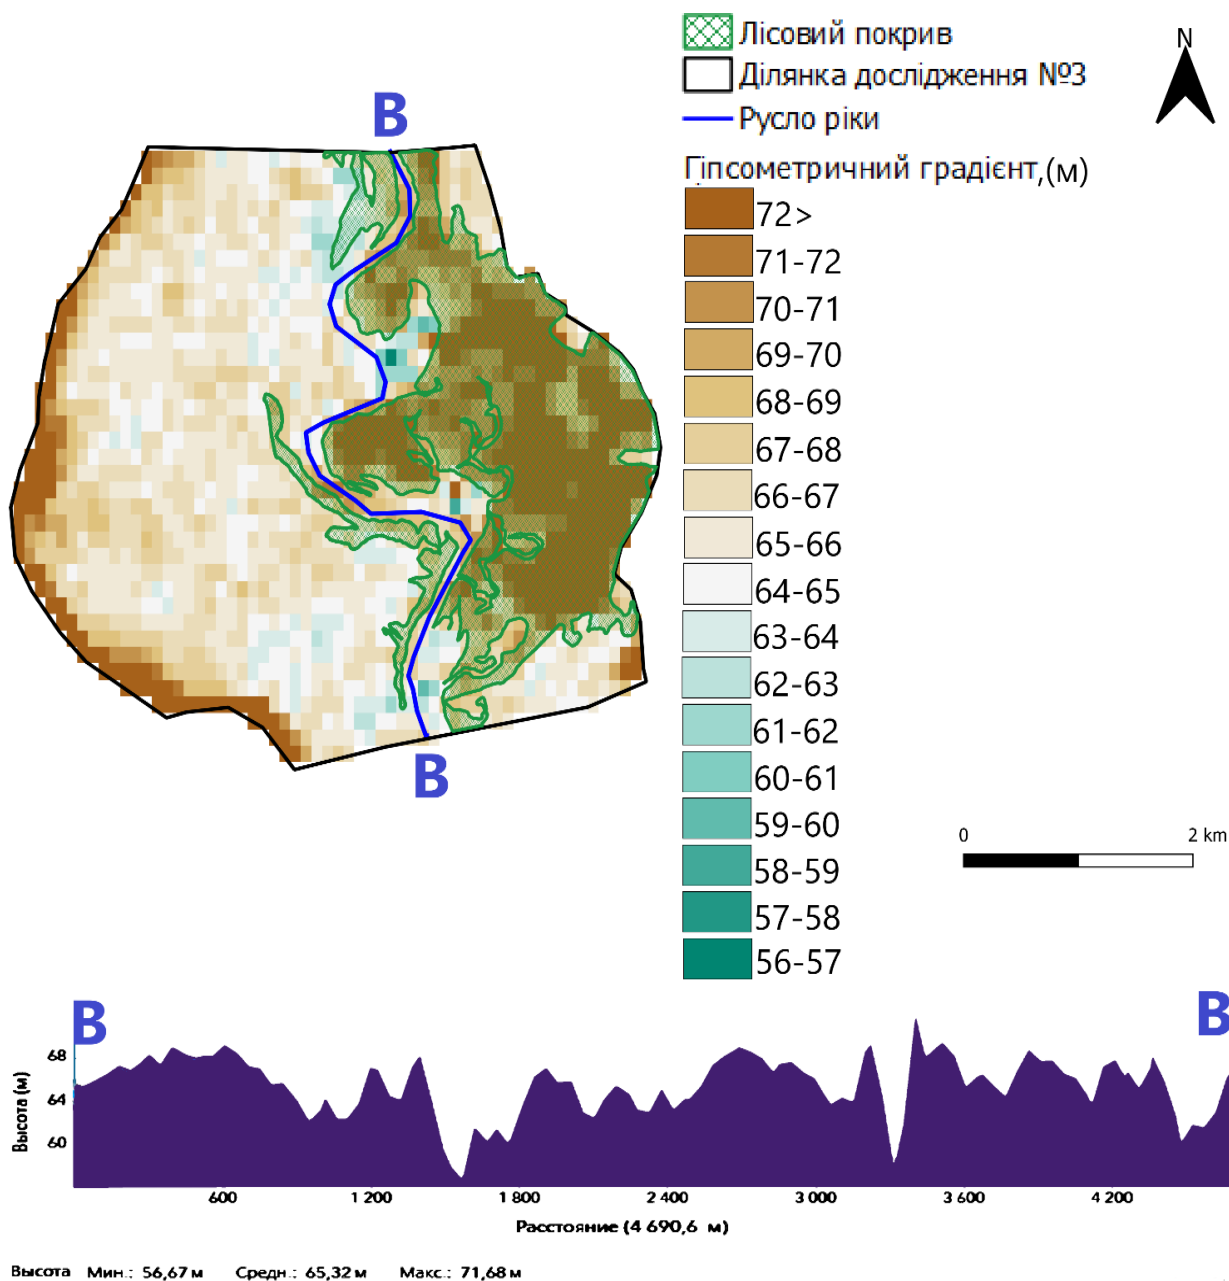 Лісовий покрив
Ділянка дослідження №3
Русло ріки
N
Гіпсометричний градієнт,(м)
72>
71-72
70-71
69-70
68-69
67-68
66-67
65-66
64-65
63-64
62-63
61-62
60-61
59-60
58-59
57-58
56-57
B
B
0 2 km
B B
Высота (м)
68
64
60
600 1 200 1 800 2 400 3 000 3 600 4 200
Расстояние (4 690,6 м)
Высота Мин.: 56,67 м Средн.: 65,32 м Макс.: 71,68 м